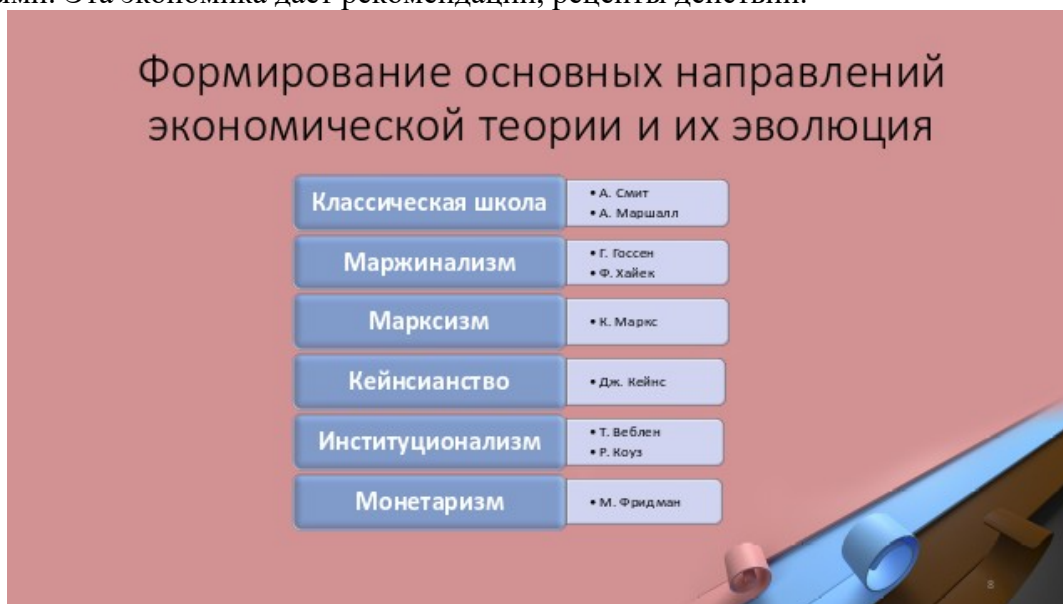 Эта экономика дает рекомендации, рецепты действий.
Формирование основных направлений
экономической теории и их эволюция
Классическая школа
• А. Смит
• А. Маршалл
Маржинализм
• Г. Госсен
• Ф. Хайек
Марксизм
• К. Маркс
Кейнсианство
• Дж. Кейнс
Институционализм
• Т. Веблен
• Р. Коуз
Монетаризм
• М. Фридман
8